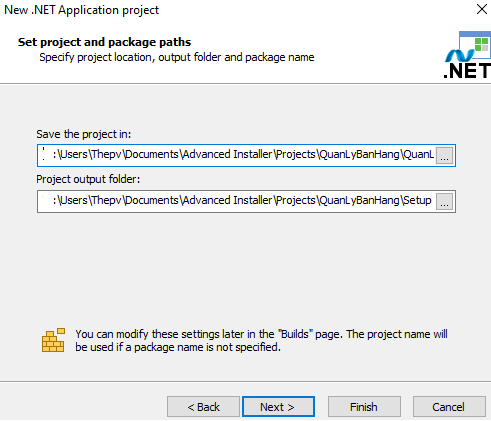 New .NET Application project
Set project and package paths
Specify project location, output folder and package name
.NET
Save the project in:
:\Users\Thepv\Documents\Advanced Installer\Projects\QuanLyBanHang\QuanL
...
Project output folder:
:\Users\Thepv\Documents\Advanced Installer\Projects\QuanLyBanHang\Setup
...
You can modify these settings later in the "Builds" page. The project name will
be used if a package name is not specified.
< Back
Next >
Finish
Cancel